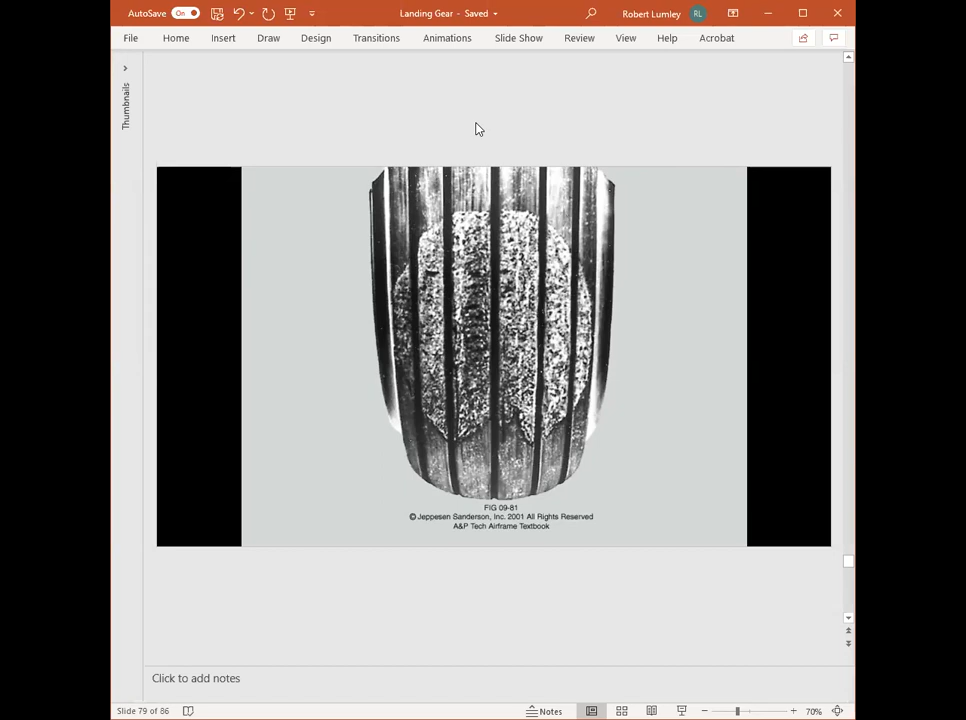 AutoSave On Landing Gear - Saved Robert Lumley RL
File Home Insert Draw Design Transitions Animations Slide Show Review View Help Acrobat
Thumbnails
FIG 09-81
© Jeppesen Sanderson, Inc. 2001 All Rights Reserved
A&P Tech Airframe Textbook
Click to add notes
Slide 79 of 86 Notes 70%